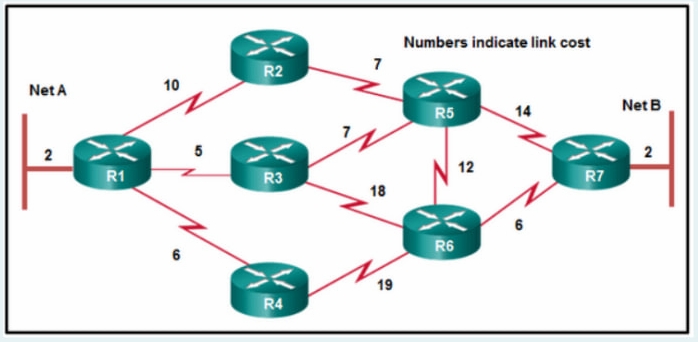 Numbers indicate link cost
Net A
Net B
2
10
5
6
R1
R2
R3
R4
7
7
18
19
R5
R6
12
14
6
R7
2